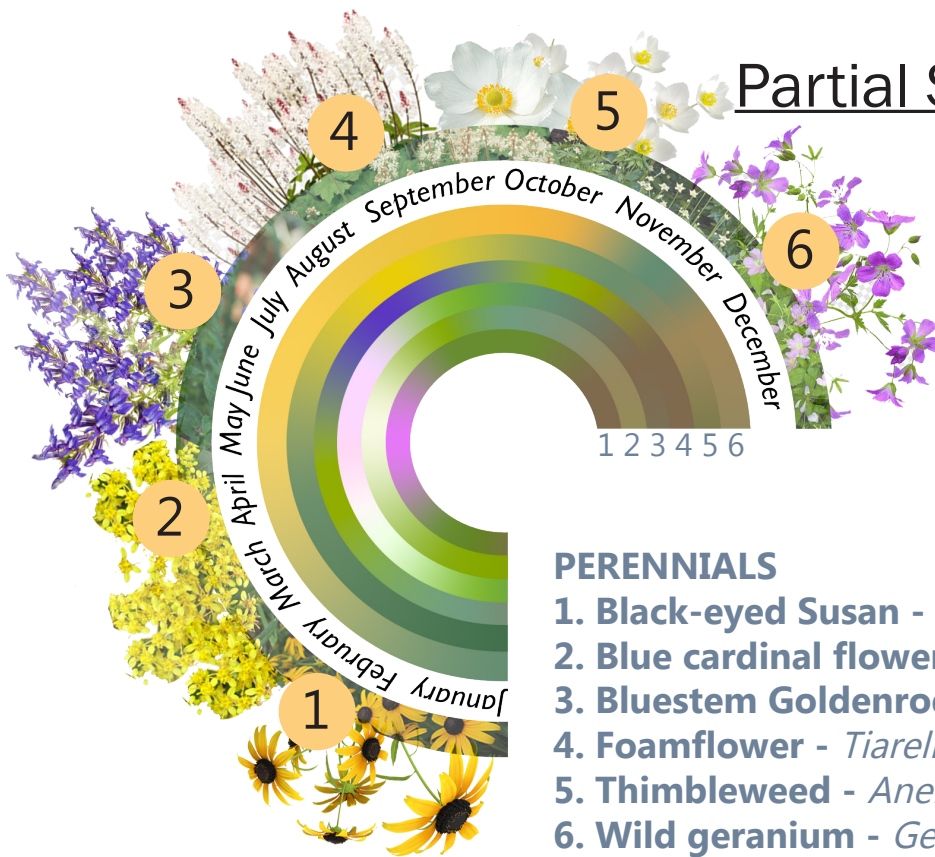 Partial S
4
5
6
3
2
1
January February March April May June July August September October November December
1 2 3 4 5 6
PERENNIALS
1. Black-eyed Susan -
2. Blue cardinal flower
3. Bluestem Goldenro
4. Foamflower - Tiarell
5. Thimbleweed - Ane
6. Wild geranium - Ge